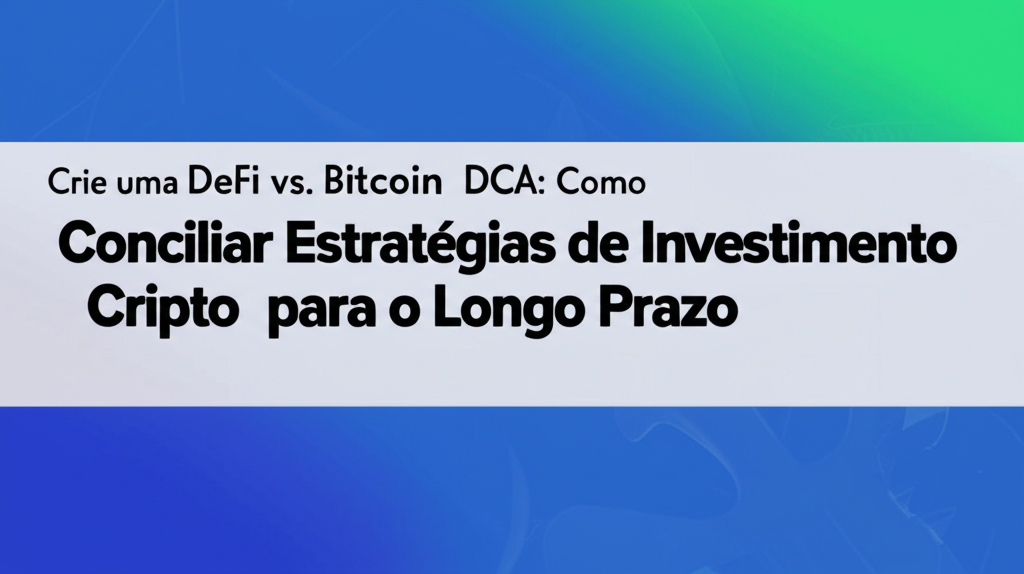 Crie uma DeFi vs. Bitcoin DCA: Como
Conciliar Estratégias de Investimento
Cripto para o Longo Prazo